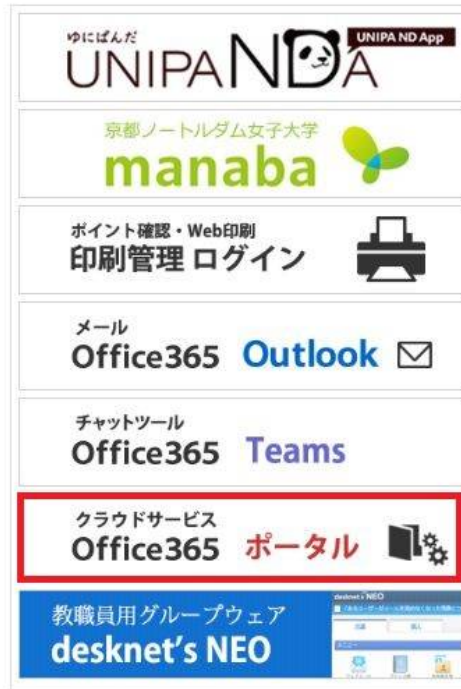 ゆにぱんだ
UNIPA ND App
UNIPANDA
京都ノートルダム女子大学
manaba
ポイント確認・Web印刷
印刷管理 ログイン
メール
Office365 Outlook
チャットツール
Office365 Teams
クラウドサービス
Office365 ポータル
教職員用グループウェア
desknet's NEO
desknet's NEO